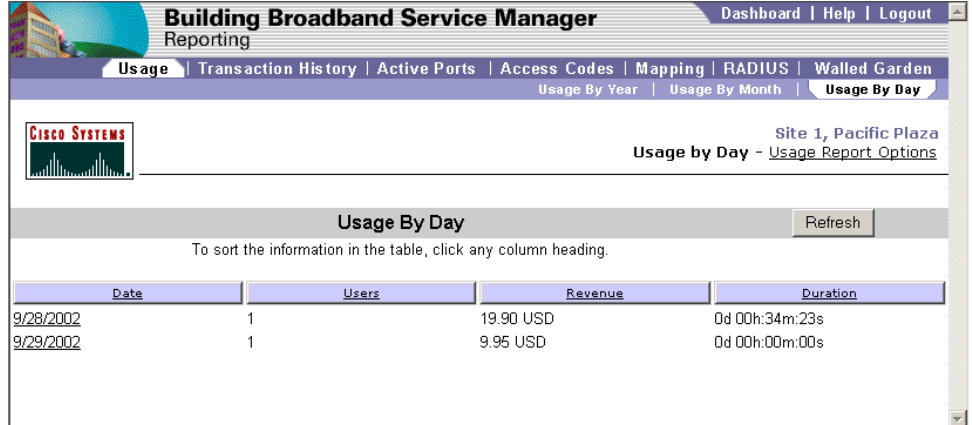 Building Broadband Service Manager
Dashboard | Help | Logout
Reporting
Usage | Transaction History | Active Ports | Access Codes | Mapping | RADIUS | Walled Garden
Usage By Year | Usage By Month | Usage By Day
CISCO SYSTEMS
Site 1, Pacific Plaza
Usage by Day - Usage Report Options
Usage By Day
Refresh
To sort the information in the table, click any column heading.
Date Users Revenue Duration
9/28/2002 1 19.90 USD 0d 00h:34m:23s
9/29/2002 1 9.95 USD 0d 00h:00m:00s